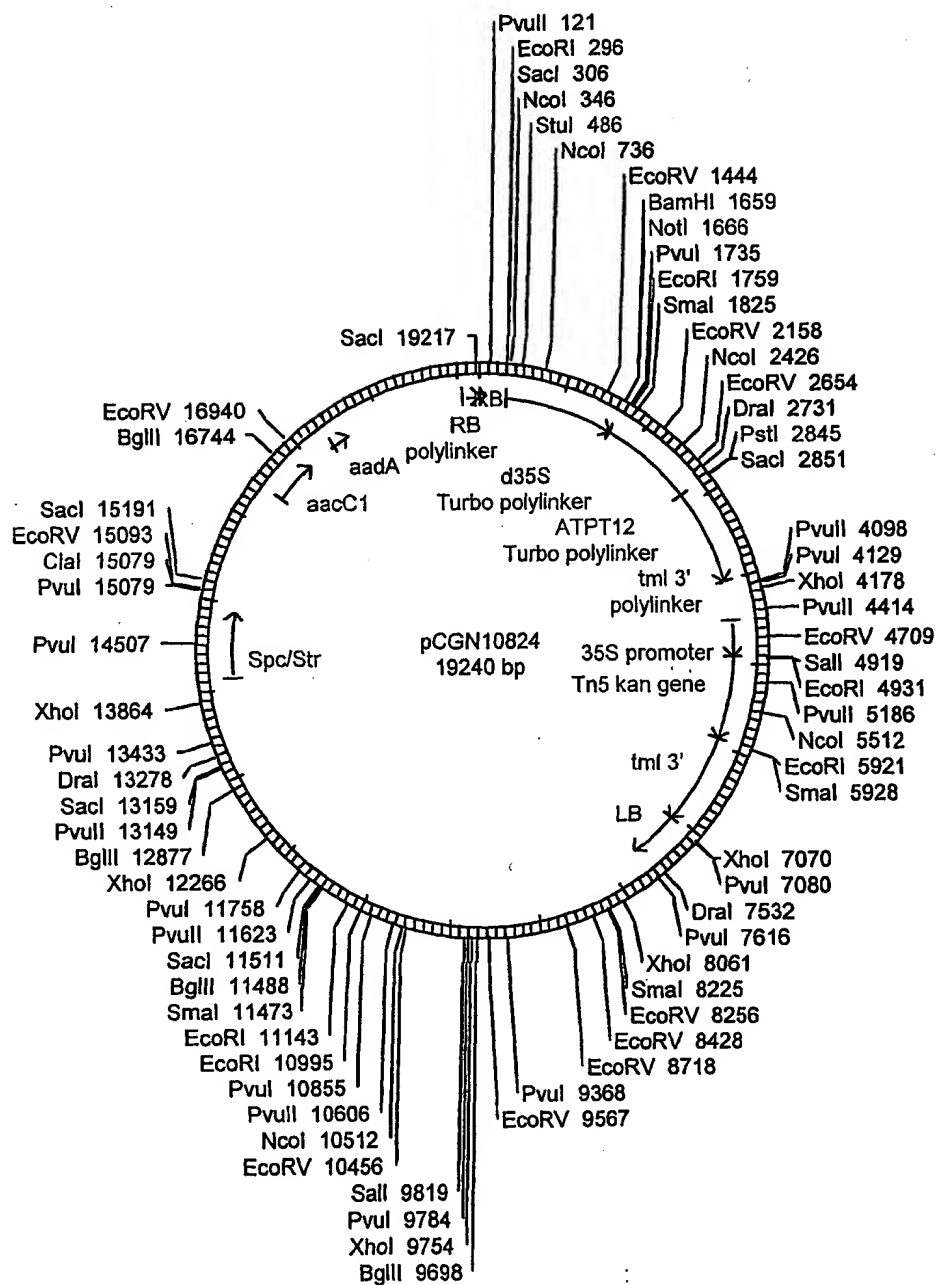 PvuII 121
EcoRI 296
SacI 306
NcoI 346
StuI 486
NcoI 736
EcoRV 1444
BamHI 1659
NotI 1666
PvuI 1735
EcoRI 1759
SmaI 1825
EcoRV 2158
NcoI 2426
EcoRV 2654
DraI 2731
PstI 2845
SacI 2851
PvuII 4098
PvuI 4129
XhoI 4178
PvuII 4414
EcoRV 4709
SalI 4919
EcoRI 4931
PvuII 5186
NcoI 5512
EcoRI 5921
SmaI 5928
XhoI 7070
PvuI 7080
DraI 7532
PvuI 7616
XhoI 8061
SmaI 8225
EcoRV 8256
EcoRV 8428
EcoRV 8718
PvuI 9368
EcoRV 9567
BglII 9698
XhoI 9754
PvuI 9784
SalI 9819
EcoRV 10456
NcoI 10512
PvuII 10606
PvuI 10855
EcoRI 10995
EcoRI 11143
SmaI 11473
BglII 11488
SacI 11511
PvuII 11623
PvuI 11758
XhoI 12266
BglII 12877
PvuII 13149
SacI 13159
DraI 13278
PvuI 13433
XhoI 13864
PvuI 14507
PvuI 15079
ClaI 15079
EcoRV 15093
SacI 15191
BglII 16744
EcoRV 16940
SacI 19217
RB
RB
polylinker
aadA
aacC1
d35S
Turbo polylinker
ATPT12
Turbo polylinker
tml 3'
polylinker
35S promoter
Tn5 kan gene
tml 3'
LB
Spc/Str
pCGN10824
19240 bp